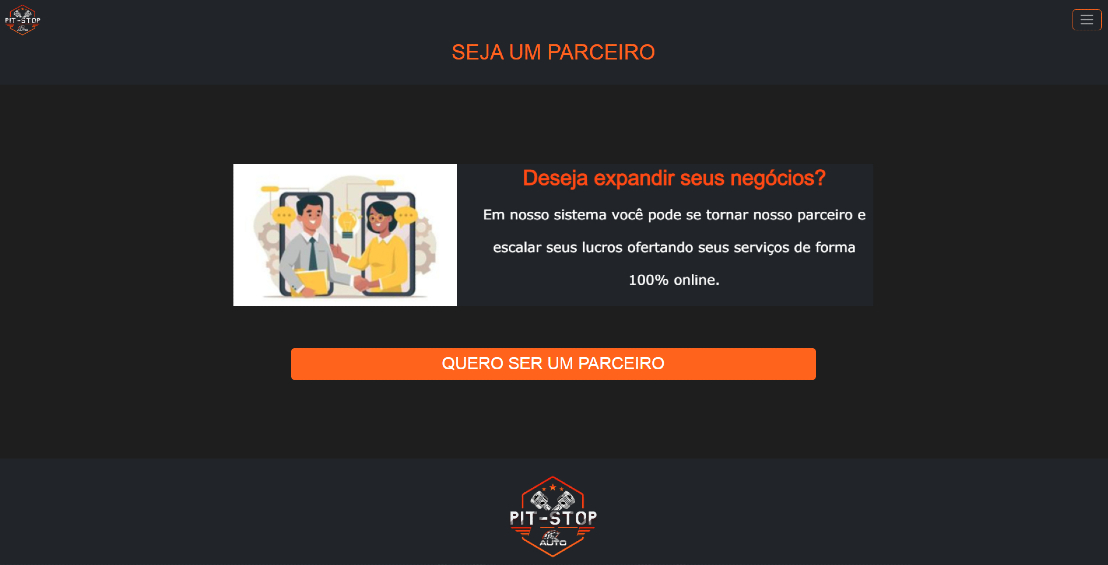 PIT-STOP
SEJA UM PARCEIRO
Deseja expandir seus negócios?
Em nosso sistema você pode se tornar nosso parceiro e
escalar seus lucros ofertando seus serviços de forma
100% online.
QUERO SER UM PARCEIRO
PIT-STOP
AUTO